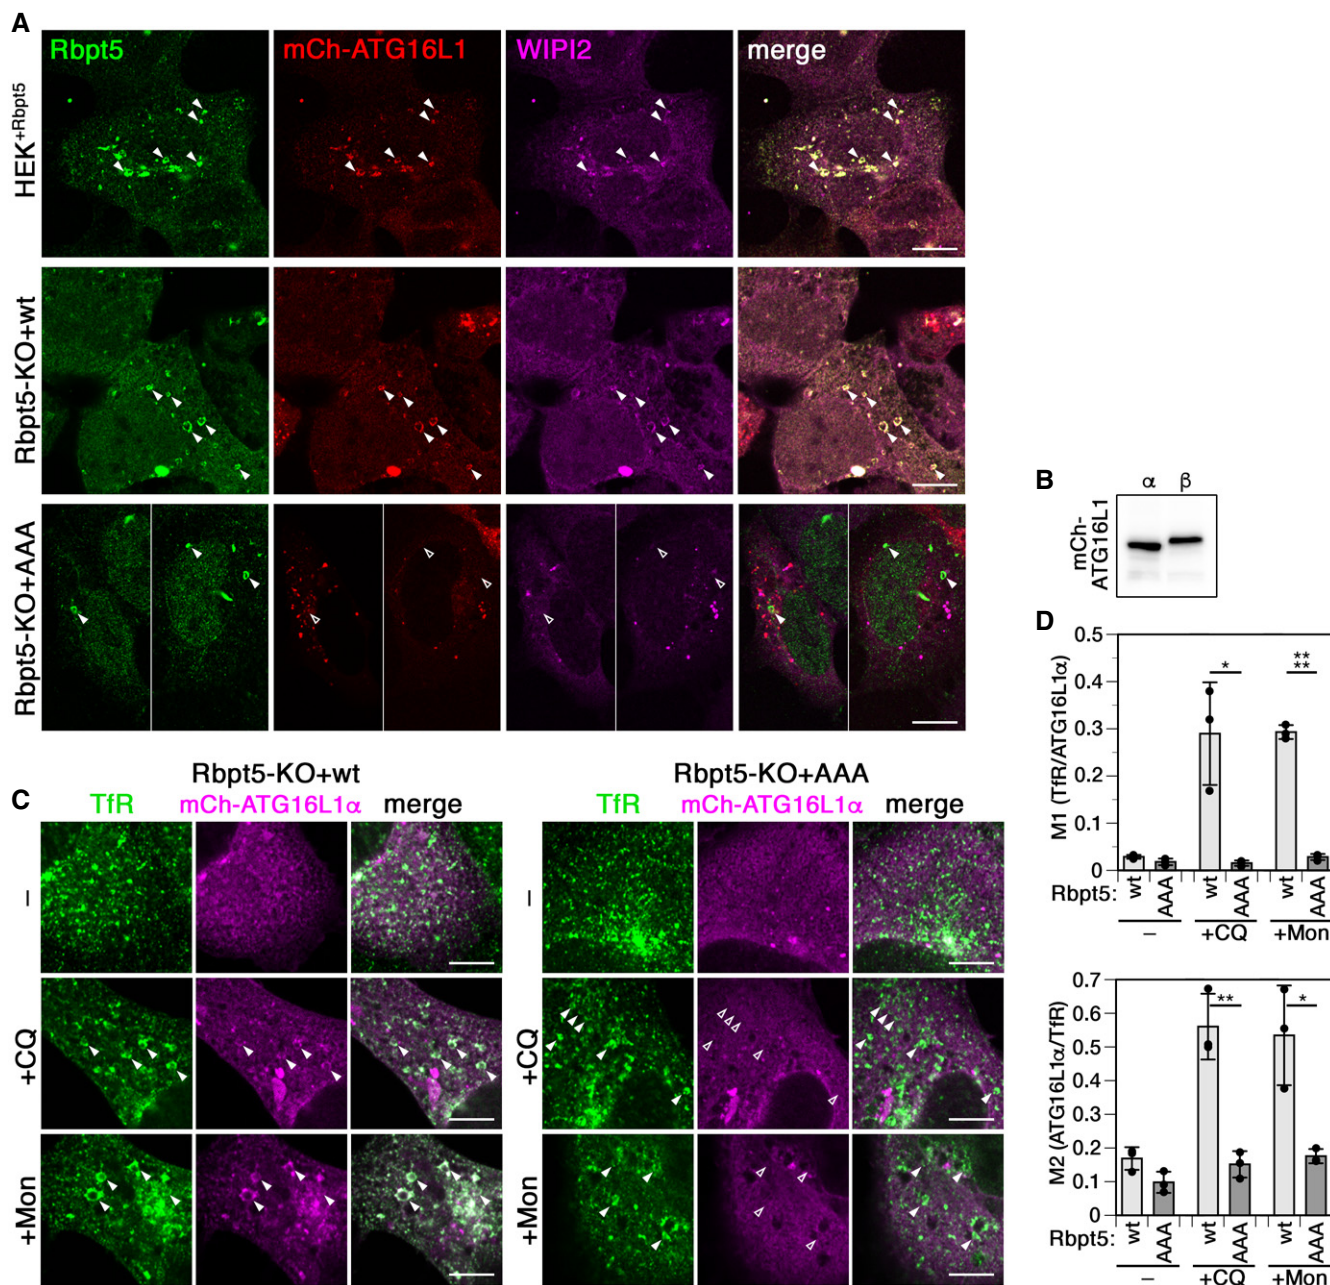 A
Rbpt5
mCh-ATG16L1
WIPI2
merge
HEK+Rbpt5
Rbpt5-KO+wt
Rbpt5-KO+AAA
B
α β
mCh-
ATG16L1
C
Rbpt5-KO+wt
TfR mCh-ATG16L1α merge
Rbpt5-KO+AAA
TfR mCh-ATG16L1α merge
–
+CQ
+Mon
–
+CQ
+Mon
D
M1 (TfR/ATG16L1α)
0.5
0.4
0.3
0.2
0.1
0
*
**
**
Rbpt5: wt AAA wt AAA wt AAA
– +CQ +Mon
M2 (ATG16L1α/TfR)
0.7
0.6
0.5
0.4
0.3
0.2
0.1
0
**
*
Rbpt5: wt AAA wt AAA wt AAA
– +CQ +Mon